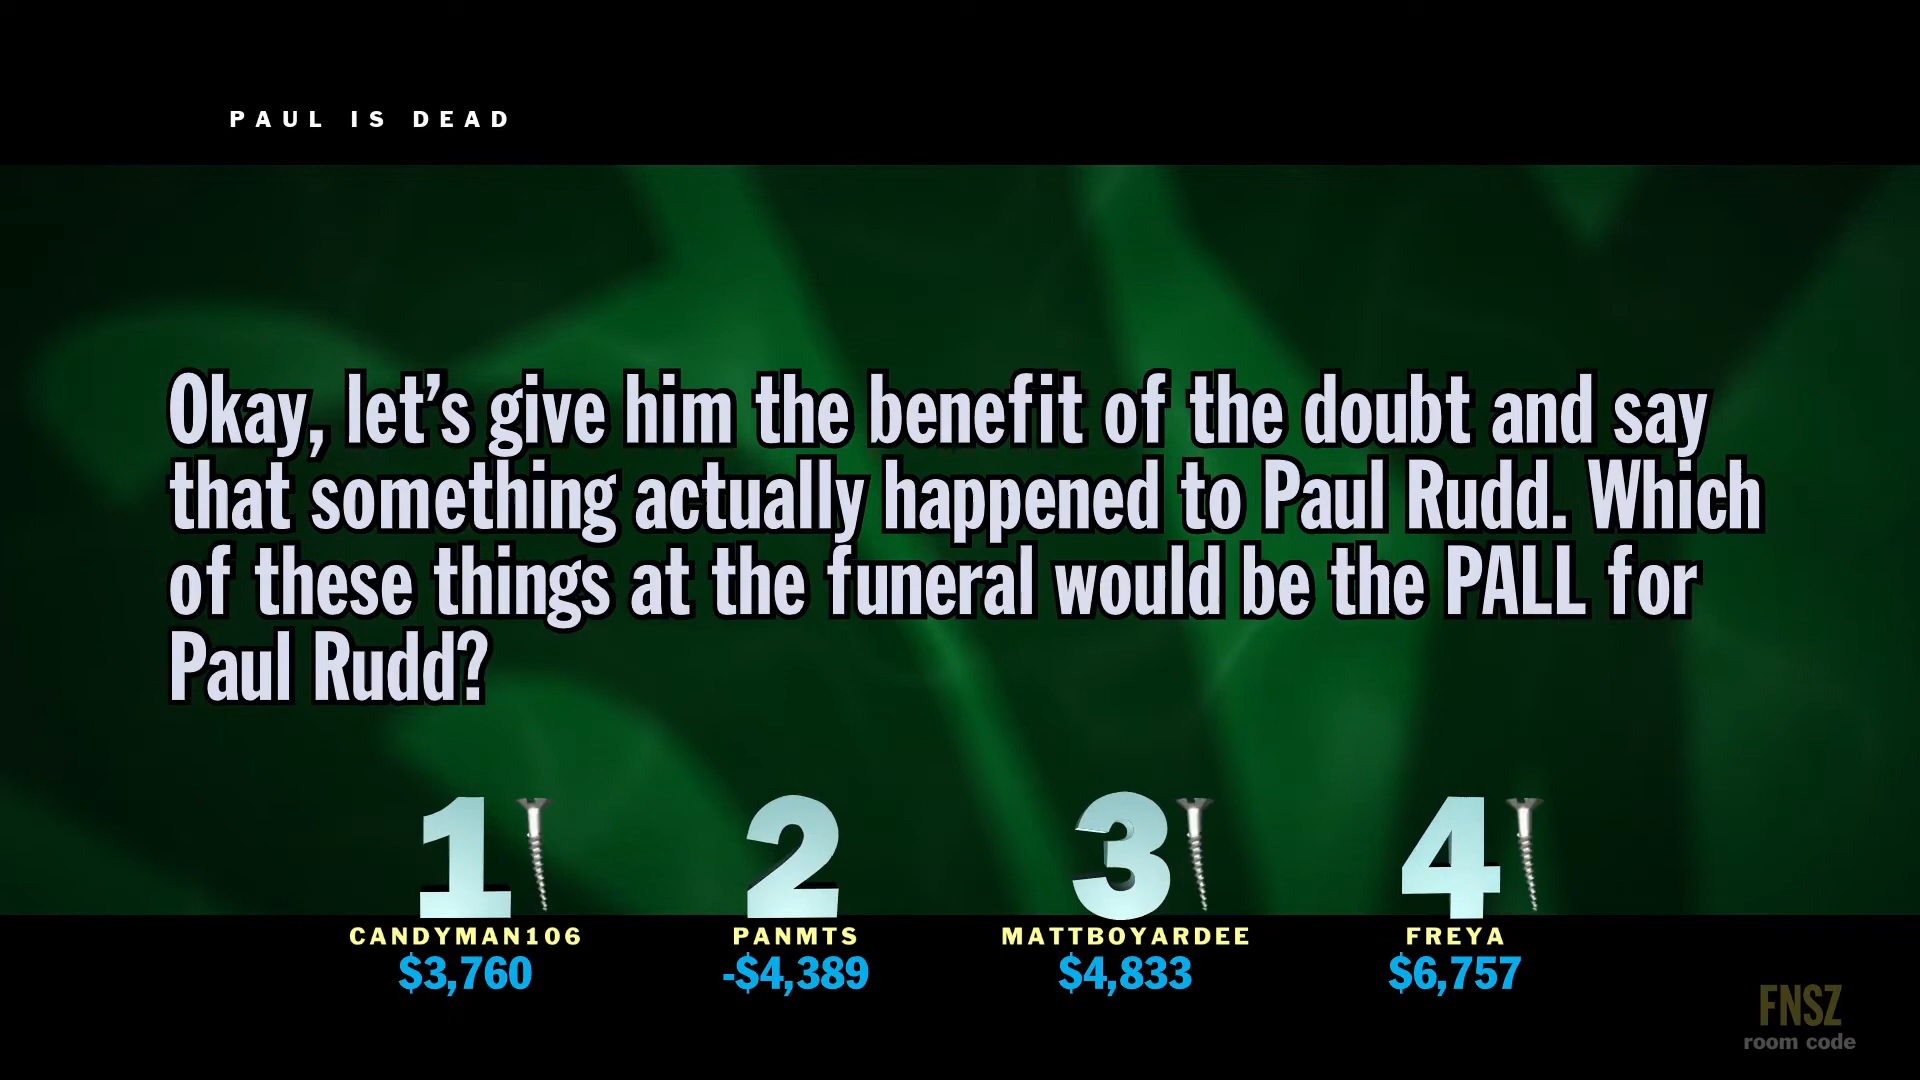 PAUL IS DEAD
Okay, let’s give him the benefit of the doubt and say
that something actually happened to Paul Rudd. Which
of these things at the funeral would be the PALL for
Paul Rudd?
1 2 3 4
CANDYMAN106 PANMTS MATTBOYARDEE FREYA
$3,760 -$4,389 $4,833 $6,757
FNSZ
room code